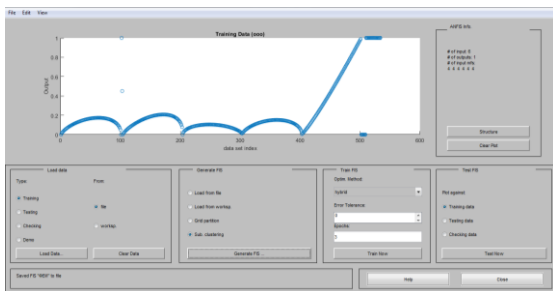 File Edit View
Training Data (ooo)
ANFIS Info
1
0.8
0.6
0.4
0.2
0
Output
0 100 200 300 400 500 600
data set index
# of outputs: 1
# of input mfs:
Structure
Clear Plot
Load data
Type:
From:
Training
Testing
Checking
Demo
file
worksp.
Load Data...
Clear Data
Generate FIS
Load from file
Load from worksp.
Grid partition
Sub. clustering
Generate FIS ...
Train FIS
Optim. Method:
hybrid
Error Tolerance:
0
Epochs:
3
Train Now
Test FIS
Plot against:
Training data
Testing data
Checking data
Test Now
to file
Help
Close